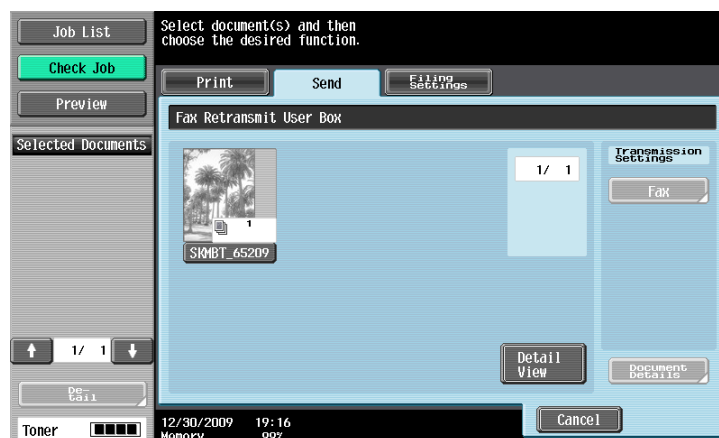 Job List
Select document(s) and then
choose the desired function.
Check Job
Print
Send
Filing
Settings
Preview
Fax Retransmit User Box
Selected Documents
Transmission
Settings
1/ 1
Fax
1
SKMBT_65209
1/ 1
Detail
View
Document
Details
De-
tail
Toner
12/30/2009 19:16
Memory 99%
Cancel